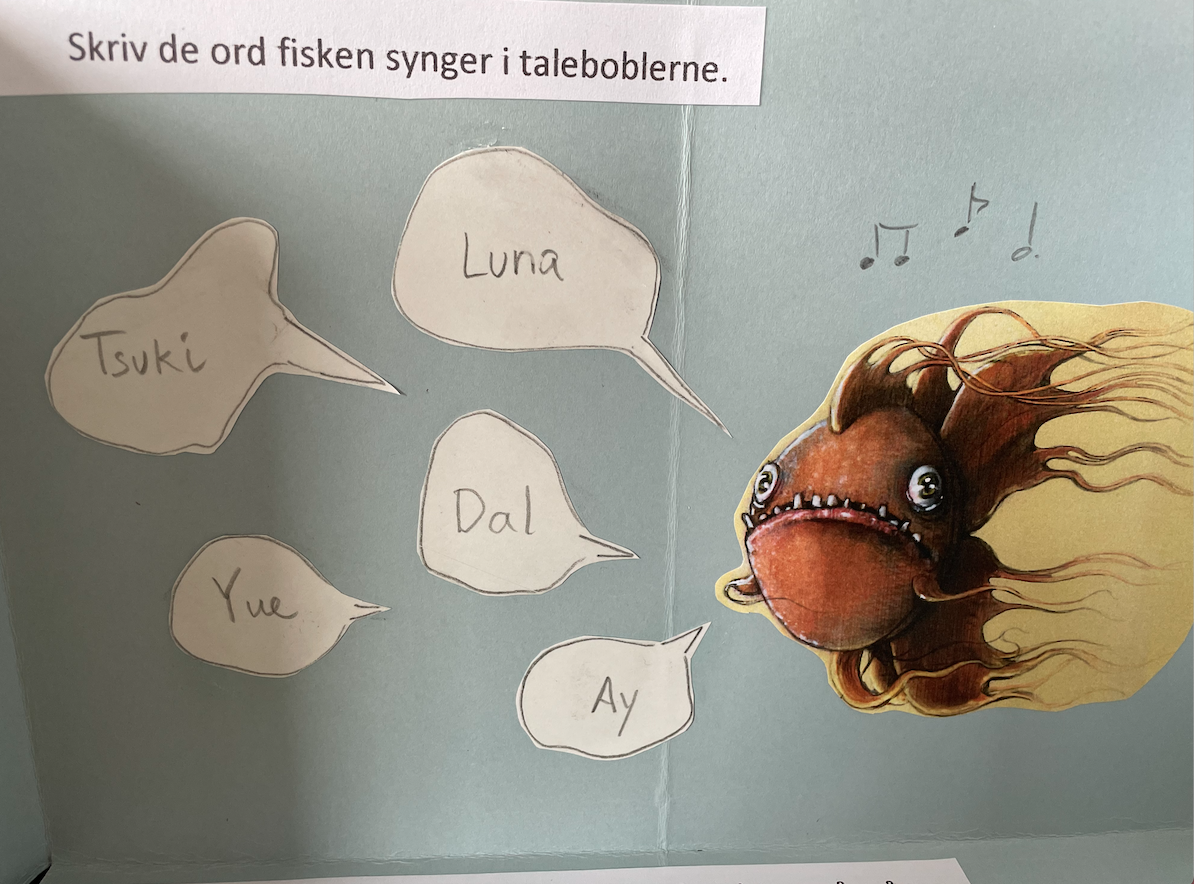 Skriv de ord fisken synger i taleboblerne.
Luna
Tsuki
Dal
Yue
Ay